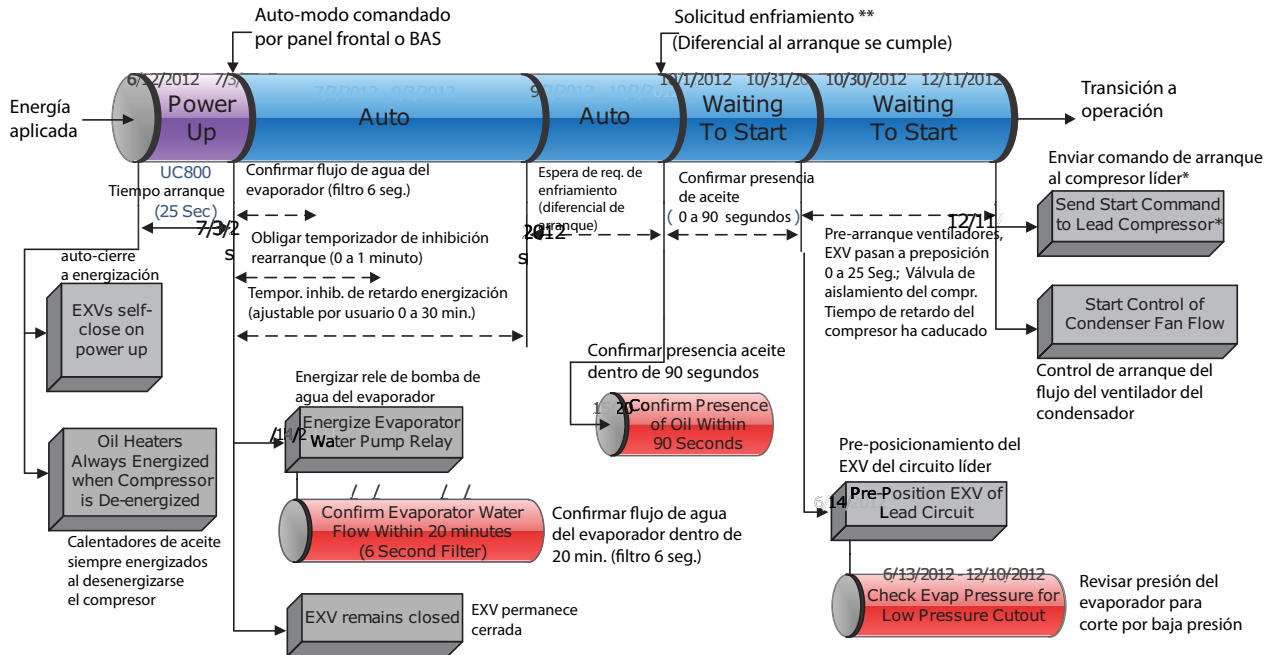 Auto-modo comandado
por panel frontal o BAS
Solicitud enfriamiento **
(Diferencial al arranque se cumple)
Energía
aplicada
6/12/2012
Power
Up
7/3/2012 - 9/3/2012
Auto
Auto
10/1/2012
10/31/20
Waiting
To Start
10/30/2012
12/11/2012
Waiting
To Start
Transición a
operación
UC800
Tiempo arranque
(25 Sec)
7/3/2
s
Confirmar flujo de agua del
evaporador (filtro 6 seg.)
Obligar temporizador de inhibición
rearranque (0 a 1 minuto)
Tempor. inhib. de retardo energización
(ajustable por usuario 0 a 30 min.)
Espera de req. de
enfriamiento
(diferencial de
arranque)
s
Confirmar presencia
de aceite
( 0 a 90 segundos )
Pre-arranque ventiladores,
EXV pasan a preposición
0 a 25 Seg.; Válvula de
aislamiento del compr.
Tiempo de retardo del
compresor ha caducado
12/11/
Enviar comando de arranque
al compresor líder*
Send Start Command
to Lead Compressor*
Start Control of
Condenser Fan Flow
Control de arranque del
flujo del ventilador del
condensador
auto-cierre
a energización
EXVs self-
close on
power up
Oil Heaters
Always Energized
when Compressor
is De-energized
Calentadores de aceite
siempre energizados
al desenergizarse
el compresor
Energizar rele de bomba de
agua del evaporador
Energize Evaporator
Water Pump Relay
Confirm Evaporator Water
Flow Within 20 minutes
(6 Second Filter)
Confirmar flujo de agua
del evaporador dentro de
20 min. (filtro 6 seg.)
EXV remains closed
EXV permanece
cerrada
Confirmar presencia aceite
dentro de 90 segundos
Confirm Presence
of Oil Within
90 Seconds
Pre-posicionamiento del
EXV del circuito líder
Pre-Position EXV of
Lead Circuit
6/13/2012 - 12/10/2012
Check Evap Pressure for
Low Pressure Cutout
Revisar presión del
evaporador para
corte por baja presión